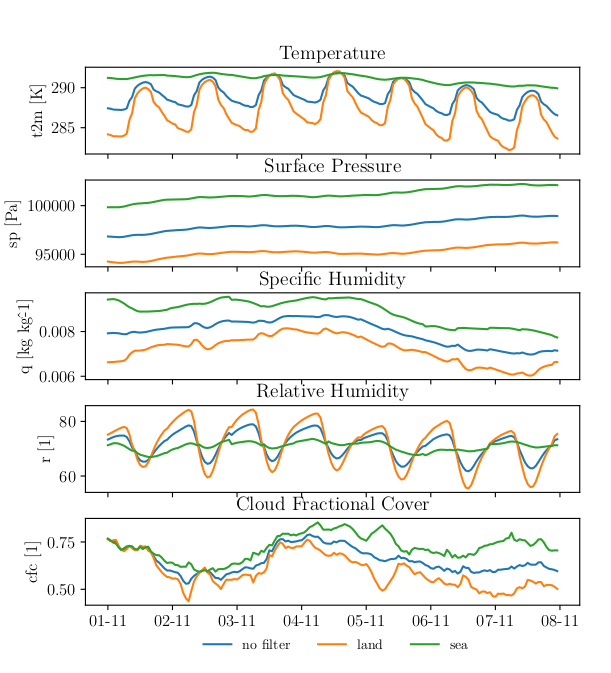 Temperature
t2m [K]
290
285
Surface Pressure
sp [Pa]
100000
95000
Specific Humidity
q [kg kg^-1]
0.008
0.006
Relative Humidity
r [1]
80
60
Cloud Fractional Cover
cfc [1]
0.75
0.50
01-11 02-11 03-11 04-11 05-11 06-11 07-11 08-11
no filter land sea